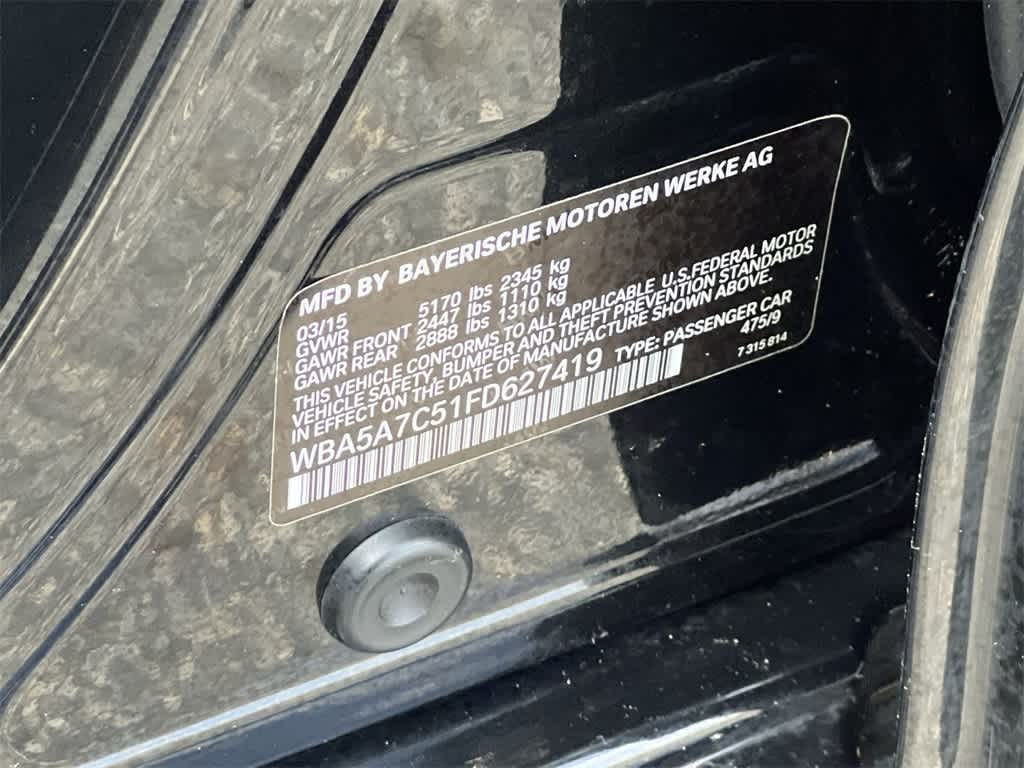 MFD BY BAYERISCHE MOTOREN WERKE AG
03/15
GVWR 5170 lbs 2345 kg
GAWR FRONT 2447 lbs 1110 kg
GAWR REAR 2888 lbs 1310 kg
THIS VEHICLE CONFORMS TO ALL APPLICABLE U.S.FEDERAL MOTOR
VEHICLE SAFETY, BUMPER AND THEFT PREVENTION STANDARDS
IN EFFECT ON THE DATE OF MANUFACTURE SHOWN ABOVE.
WBA5A7C51FD627419 TYPE: PASSENGER CAR
475/9
7 315 814